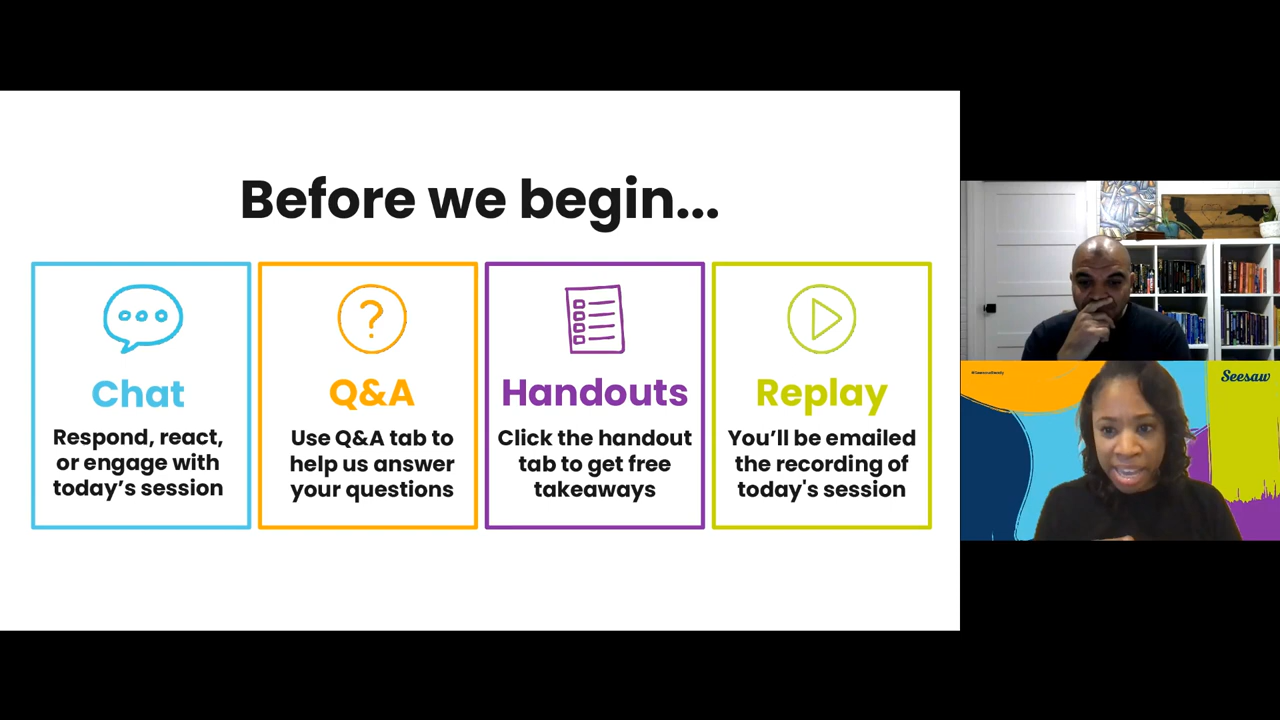 Before we begin...
Chat
Respond, react,
or engage with
today’s session
Q&A
Use Q&A tab to
help us answer
your questions
Handouts
Click the handout
tab to get free
takeaways
Replay
You’ll be emailed
the recording of
today's session
Seesaw